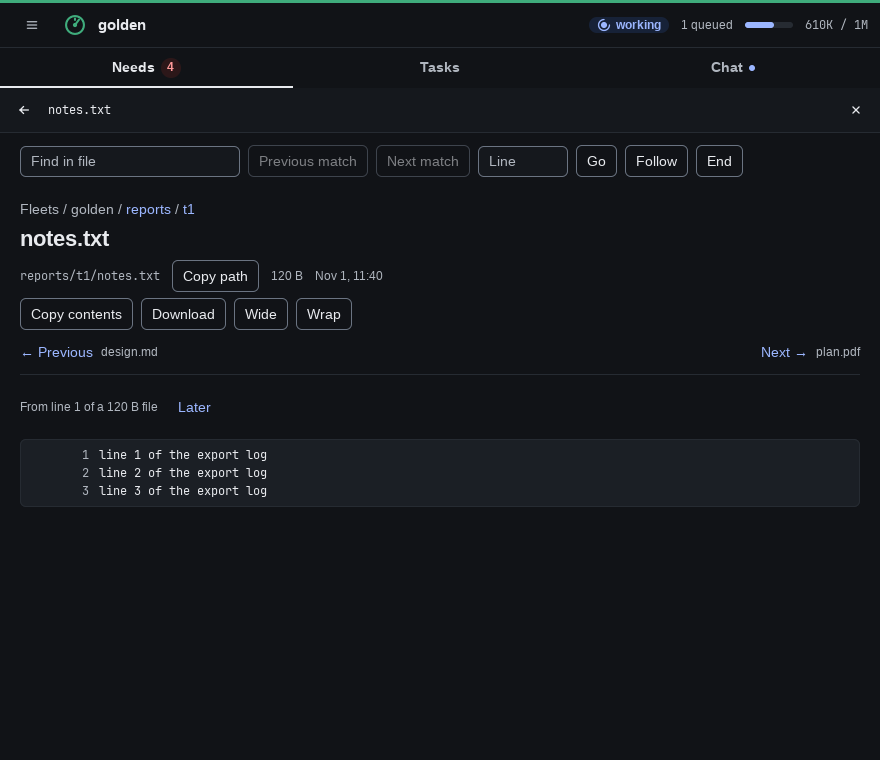 golden
working 1 queued 610K / 1M
Needs 4 Tasks Chat
notes.txt
Find in file Previous match Next match Line Go Follow End
Fleets / golden / reports / t1
notes.txt
reports/t1/notes.txt Copy path 120 B Nov 1, 11:40
Copy contents Download Wide Wrap
← Previous design.md Next → plan.pdf
From line 1 of a 120 B file Later
1 line 1 of the export log
2 line 2 of the export log
3 line 3 of the export log